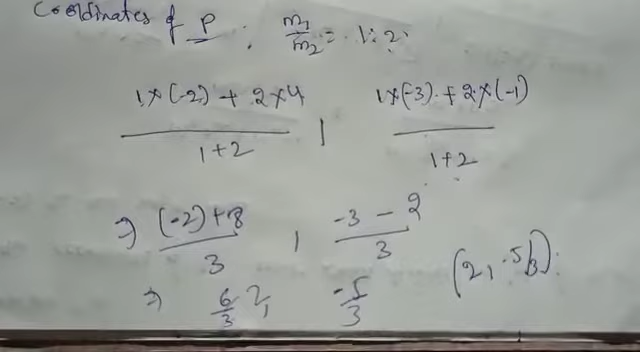 Coordinates of P : m₁/m₂ = 1:2
(1×(-2) + 2×4)/(1+2) , (1×(-3) + 2×(-1))/(1+2)
⇒ ((-2)+8)/3 , (-3 - 2)/3
⇒ 6/3 2, -5/3 (2, -5/3)